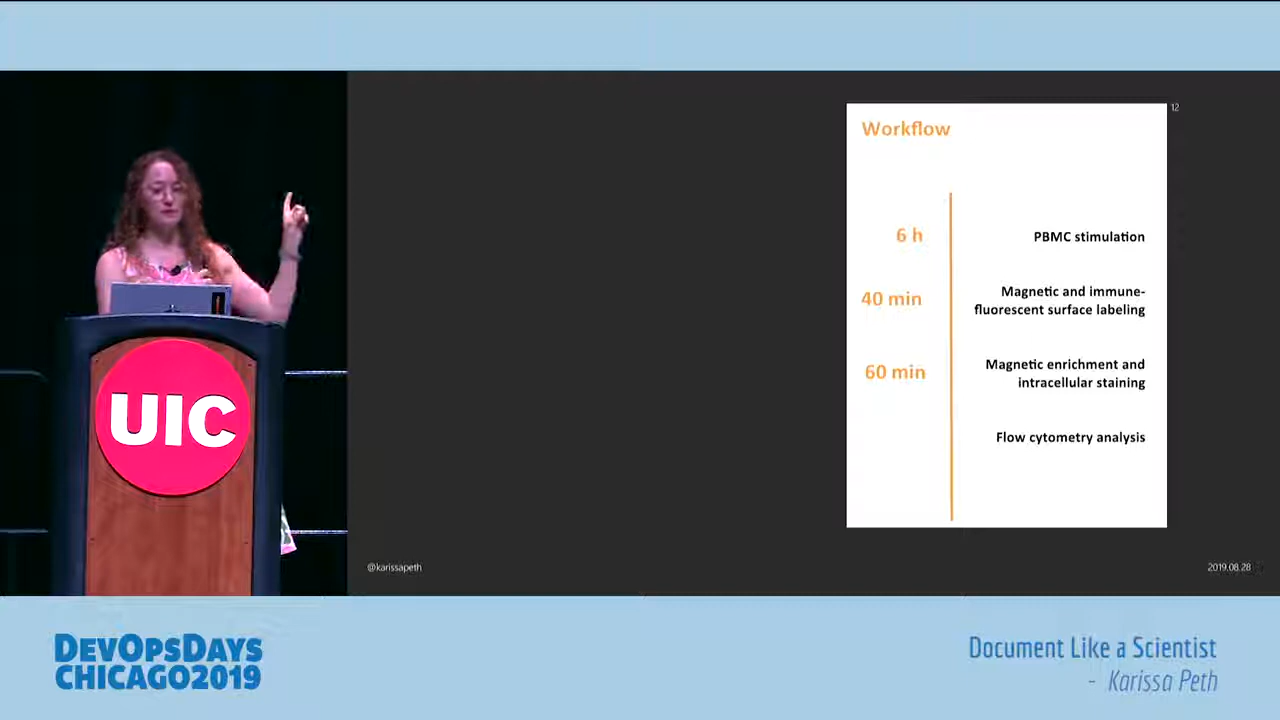 12
Workflow
6 h
PBMC stimulation
40 min
Magnetic and immune-
fluorescent surface labeling
60 min
Magnetic enrichment and
intracellular staining
Flow cytometry analysis
UIC
@karissapeth
2019.08.28
DevOpsDays
Chicago2019
Document Like a Scientist
- Karissa Peth